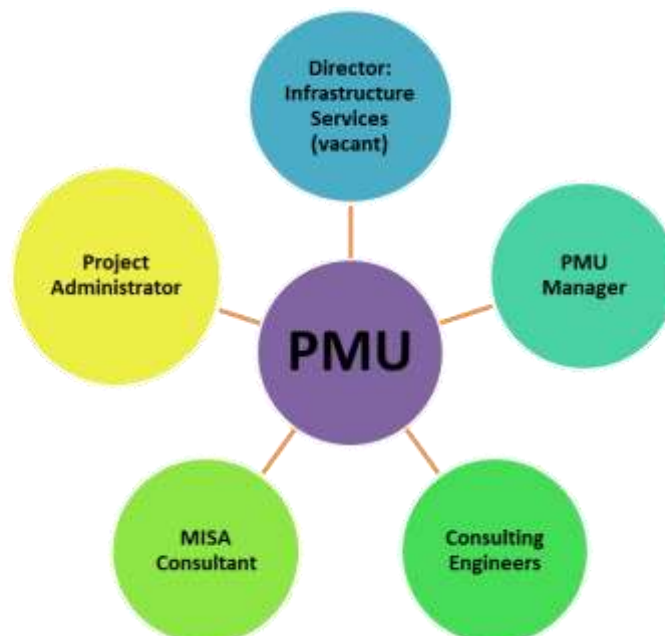 Director:
Infrastructure
Services
(vacant)
Project
Administrator
PMU
Manager
PMU
MISA
Consultant
Consulting
Engineers